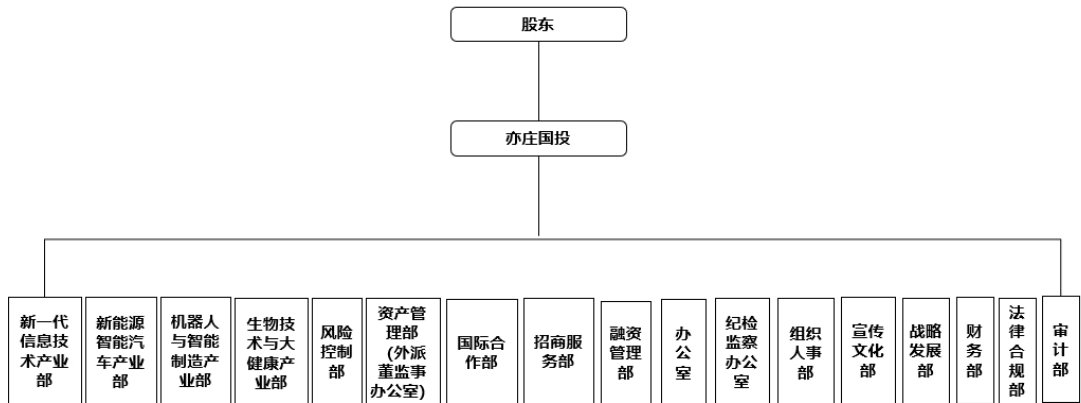 股东
亦庄国投
新一代
信息技
术产业
部
新能源
智能汽
车产业
部
机器人
与智能
制造产
业部
生物技
术与大
健康产
业部
风险
控制
部
资产管
理部
(外派
董监事
办公室)
国际合
作部
招商服
务部
融资
管理
部
办
公
室
纪检
监察
办公
室
组织
人事
部
宣传
文化
部
战略
发展
部
财
务
部
法
律
合
规
部
审
计
部